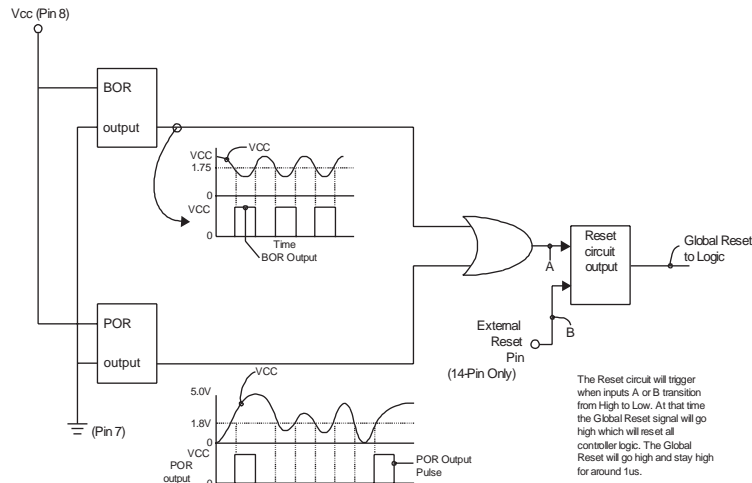 Vcc (Pin 8)
BOR
output
VCC
VCC
1.75
0
VCC
0
Time
BOR Output
A
Reset
circuit
output
Global Reset
to Logic
B
External
Reset
Pin
(14-Pin Only)
POR
output
(Pin 7)
VCC
5.0V
1.8V
0
VCC
POR
output
0
POR Output
Pulse
The Reset circuit will trigger
when inputs A or B transition
from High to Low. At that time
the Global Reset signal will go
high which will reset all
controller logic. The Global
Reset will go high and stay high
for around 1us.